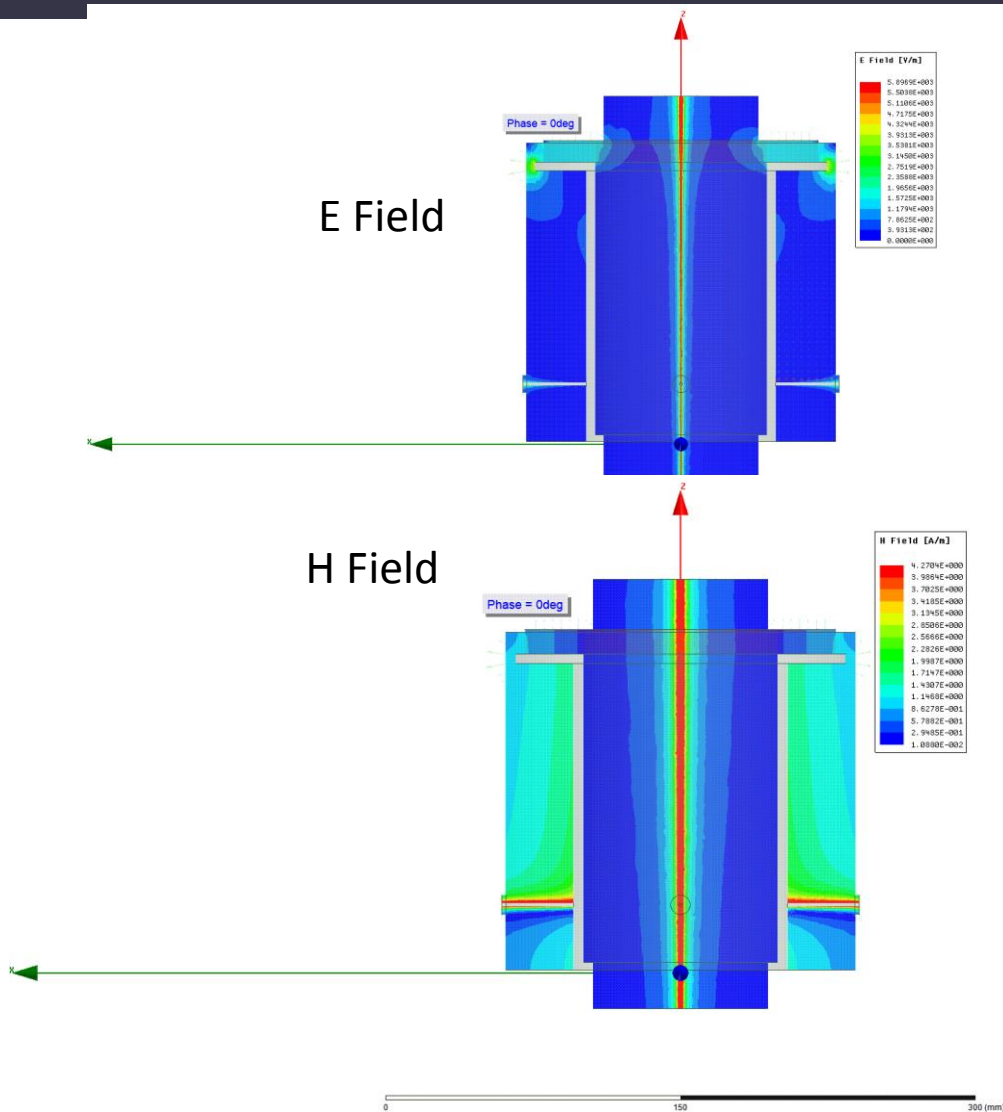 z
E Field [V/m]
5.8969E+003
5.5038E+003
5.1106E+003
4.7175E+003
4.3244E+003
3.9313E+003
3.5381E+003
3.1450E+003
2.7519E+003
2.3588E+003
1.9656E+003
1.5725E+003
1.1794E+003
7.8625E+002
3.9313E+002
0.0000E+000
Phase = 0deg
E Field
x
z
H Field [A/m]
4.2704E+000
3.9864E+000
3.7025E+000
3.4185E+000
3.1345E+000
2.8506E+000
2.5666E+000
2.2826E+000
1.9987E+000
1.7147E+000
1.4307E+000
1.1468E+000
8.6278E-001
5.7882E-001
2.9485E-001
1.0880E-002
H Field
Phase = 0deg
x
0 150 300 (mm)